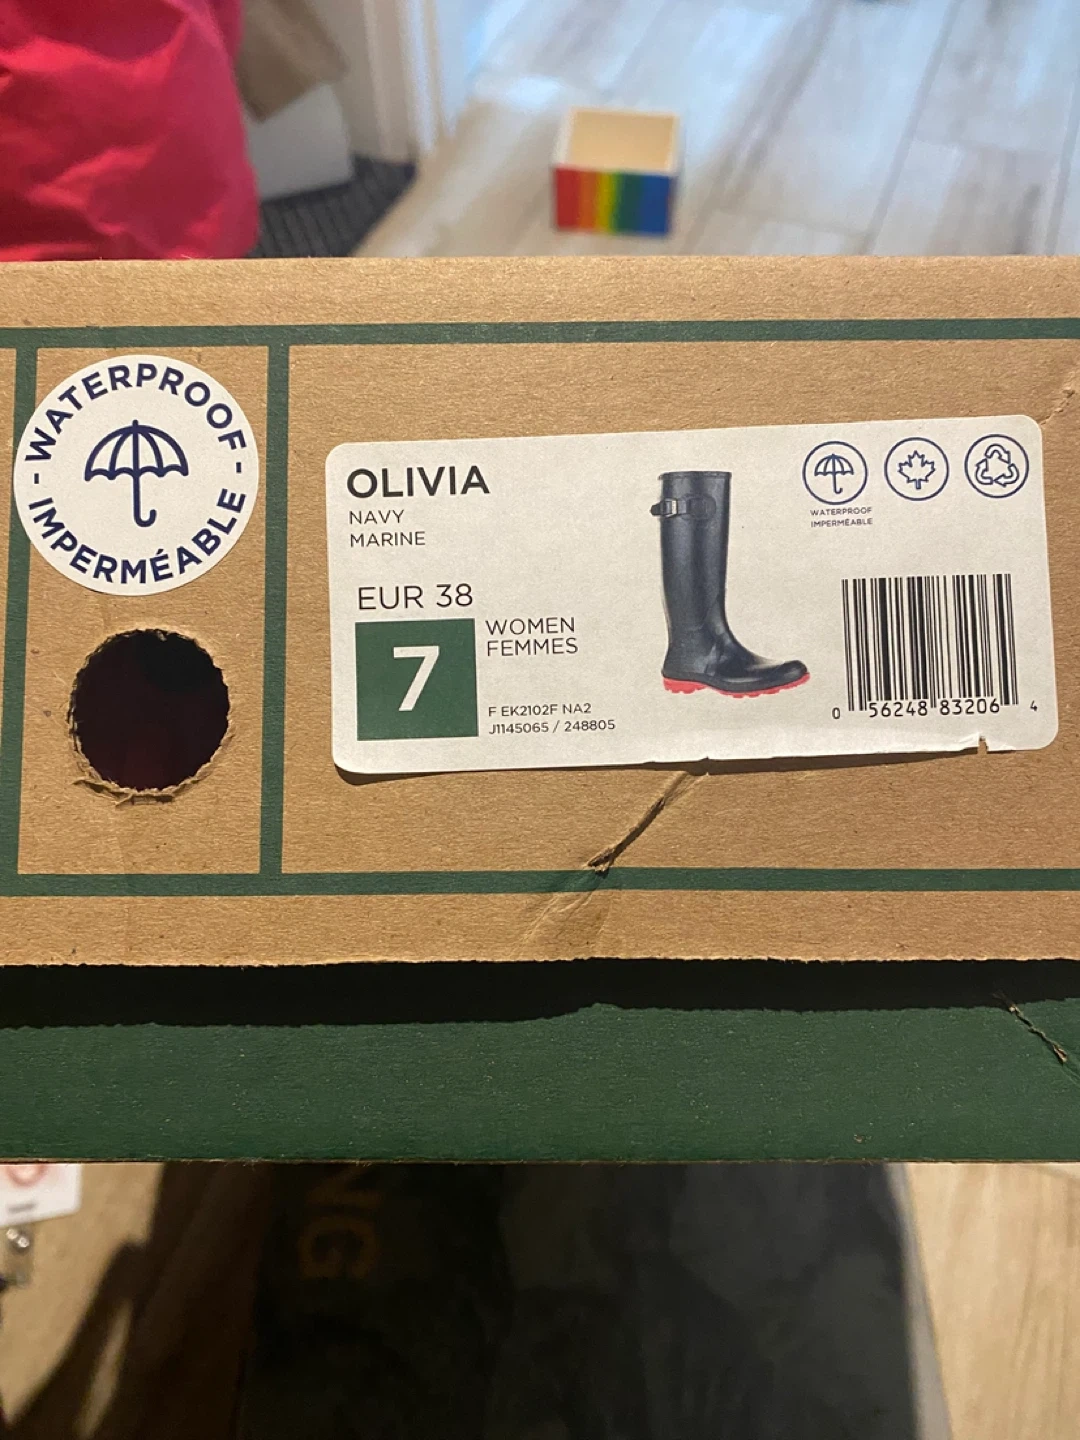 - WATERPROOF -
IMPERMÉABLE
OLIVIA
NAVY
MARINE
EUR 38
7
WOMEN
FEMMES
F EK2102F NA2
J1145065 / 248805
WATERPROOF
IMPERMÉABLE
0 56248 83206 4
NG